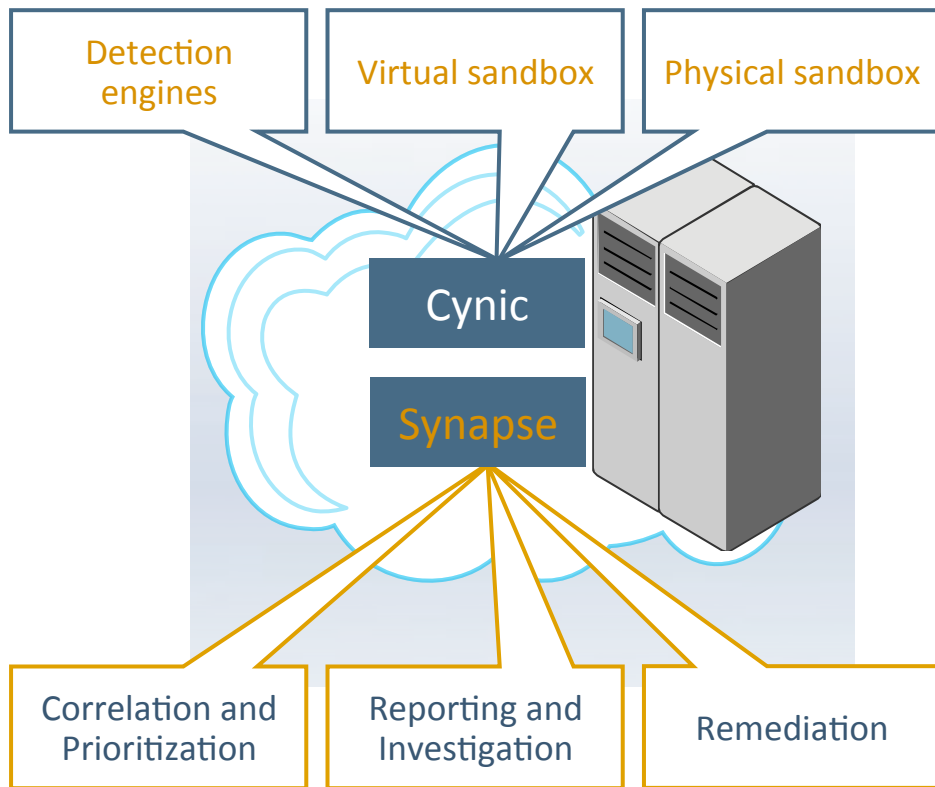 Detection
engines
Virtual sandbox
Physical sandbox
Cynic
Synapse
Correlation and
Prioritization
Reporting and
Investigation
Remediation